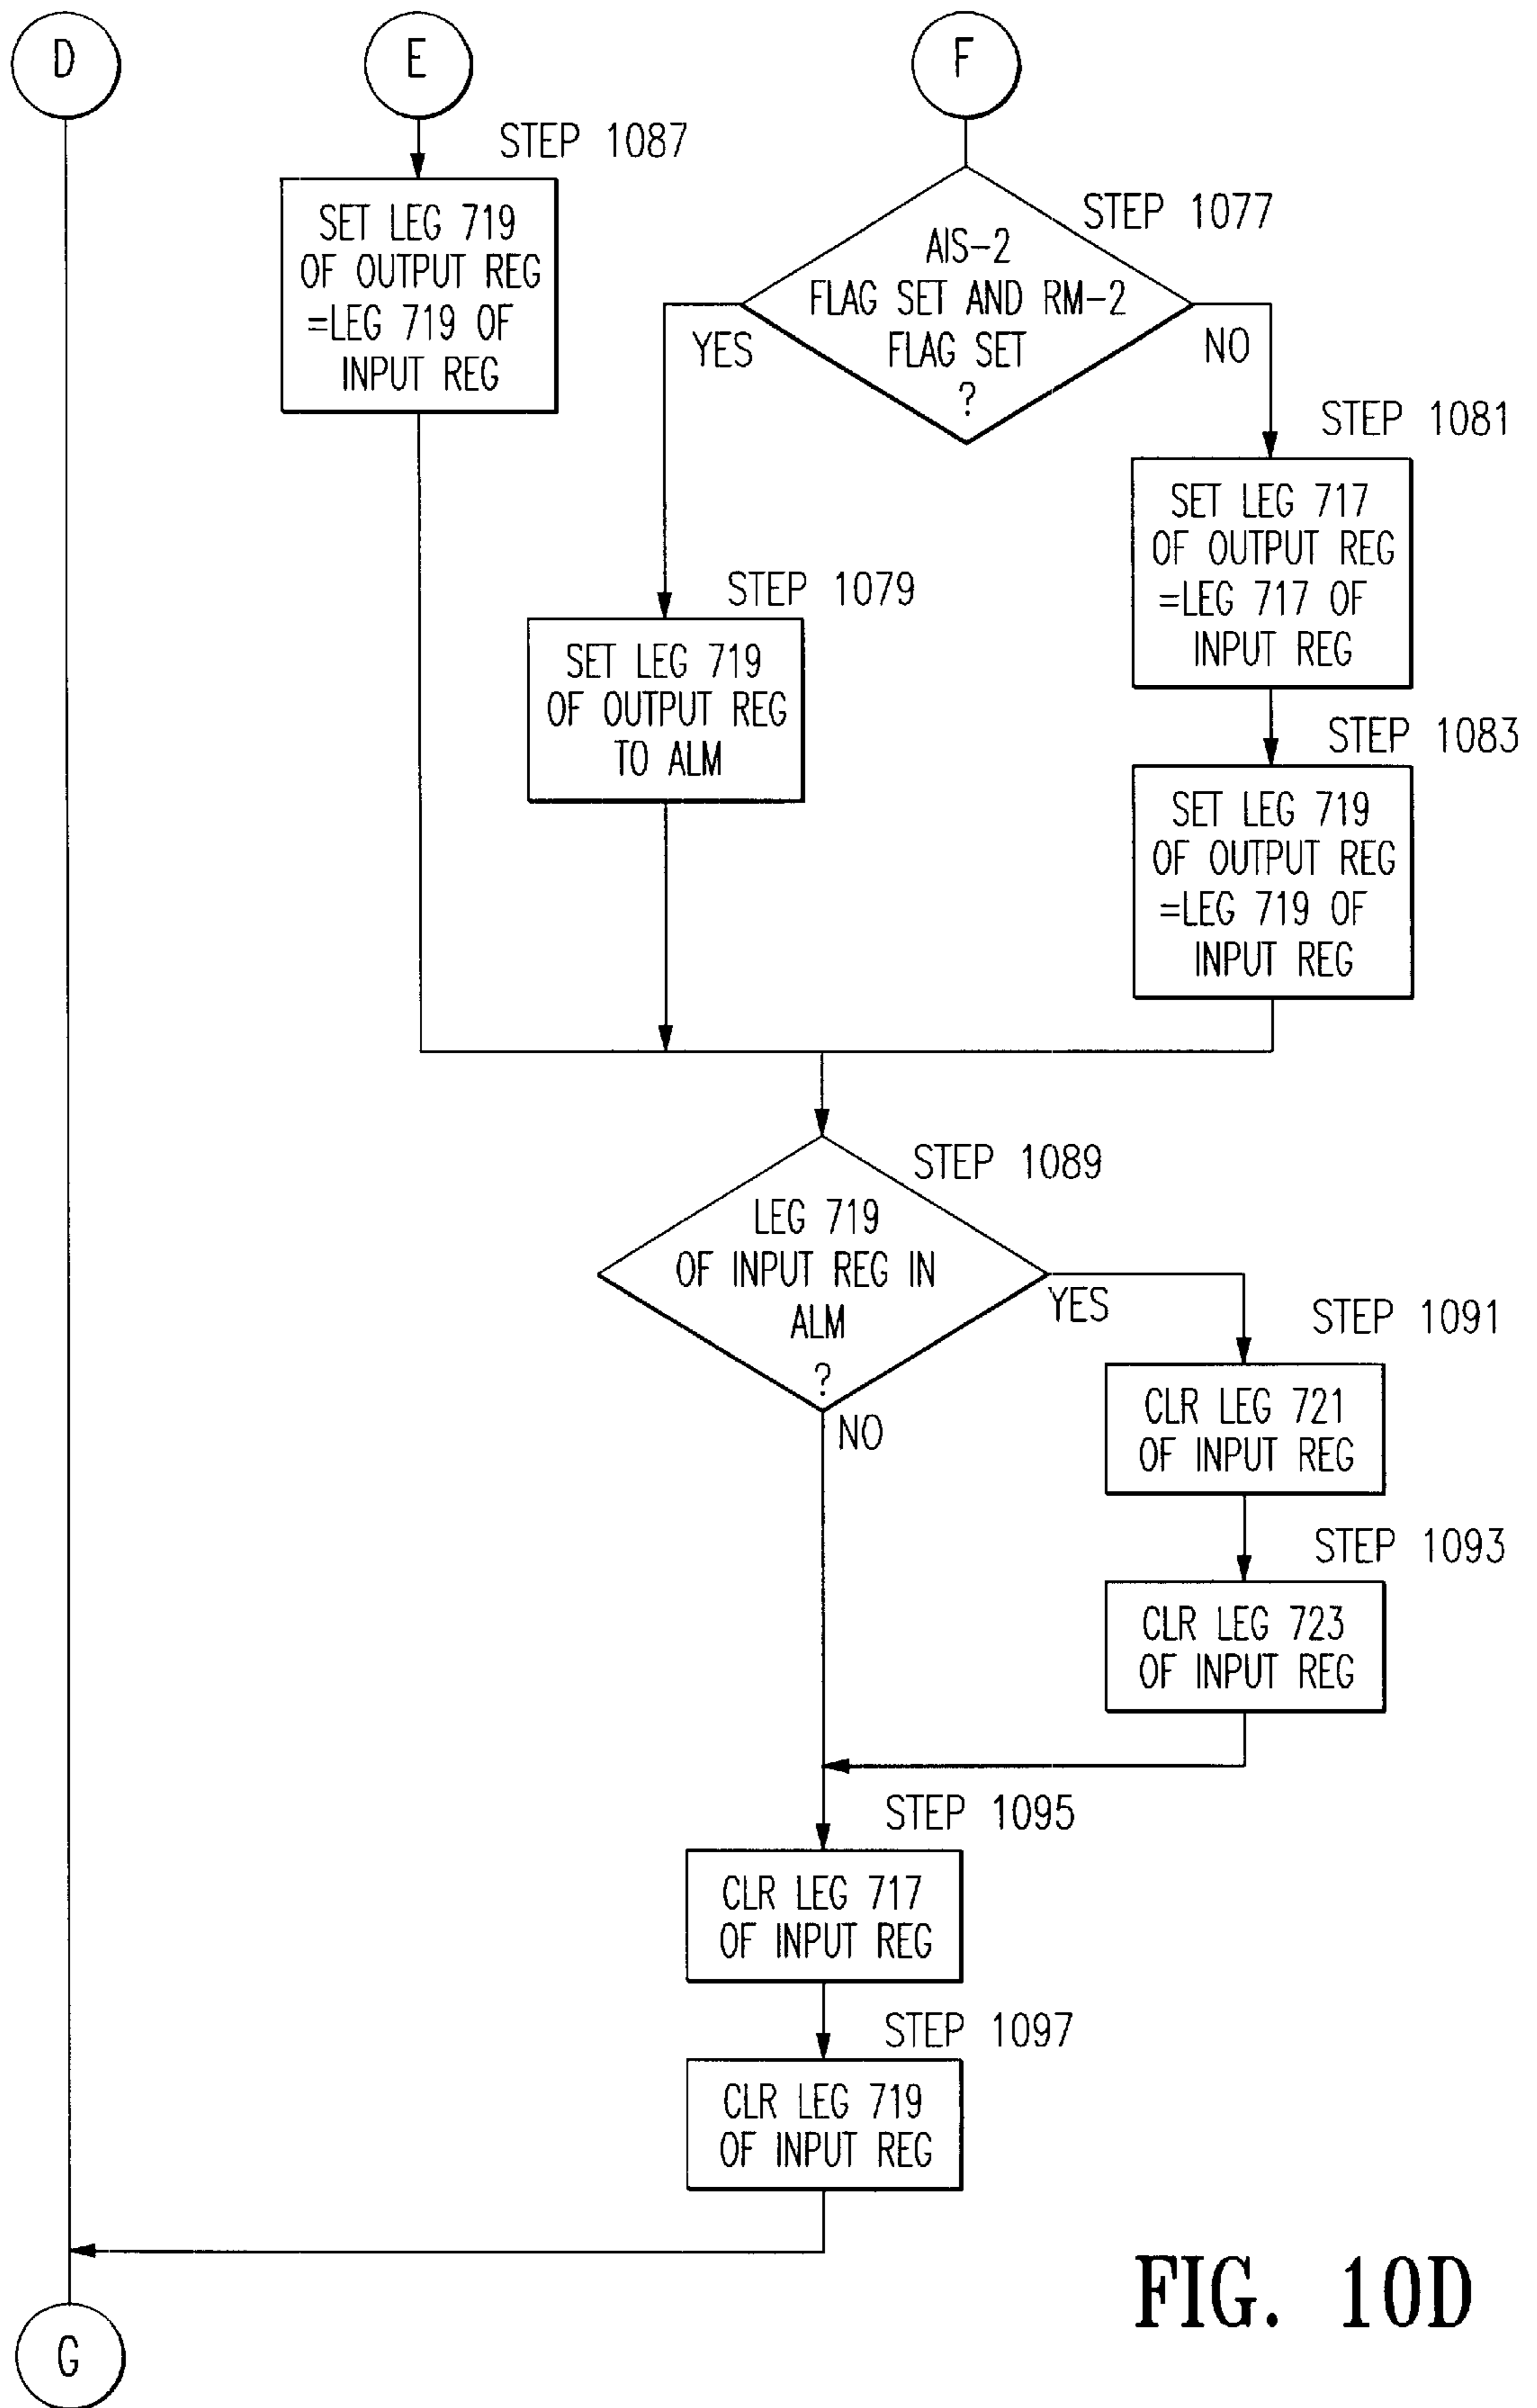 D
E
F
STEP 1087
SET LEG 719
OF OUTPUT REG
=LEG 719 OF
INPUT REG
STEP 1077
AIS-2
FLAG SET AND RM-2
FLAG SET
?
YES
NO
STEP 1081
SET LEG 717
OF OUTPUT REG
=LEG 717 OF
INPUT REG
STEP 1079
SET LEG 719
OF OUTPUT REG
TO ALM
STEP 1083
SET LEG 719
OF OUTPUT REG
=LEG 719 OF
INPUT REG
STEP 1089
LEG 719
OF INPUT REG IN
ALM
?
YES
NO
STEP 1091
CLR LEG 721
OF INPUT REG
STEP 1093
CLR LEG 723
OF INPUT REG
STEP 1095
CLR LEG 717
OF INPUT REG
STEP 1097
CLR LEG 719
OF INPUT REG
G
FIG. 10D